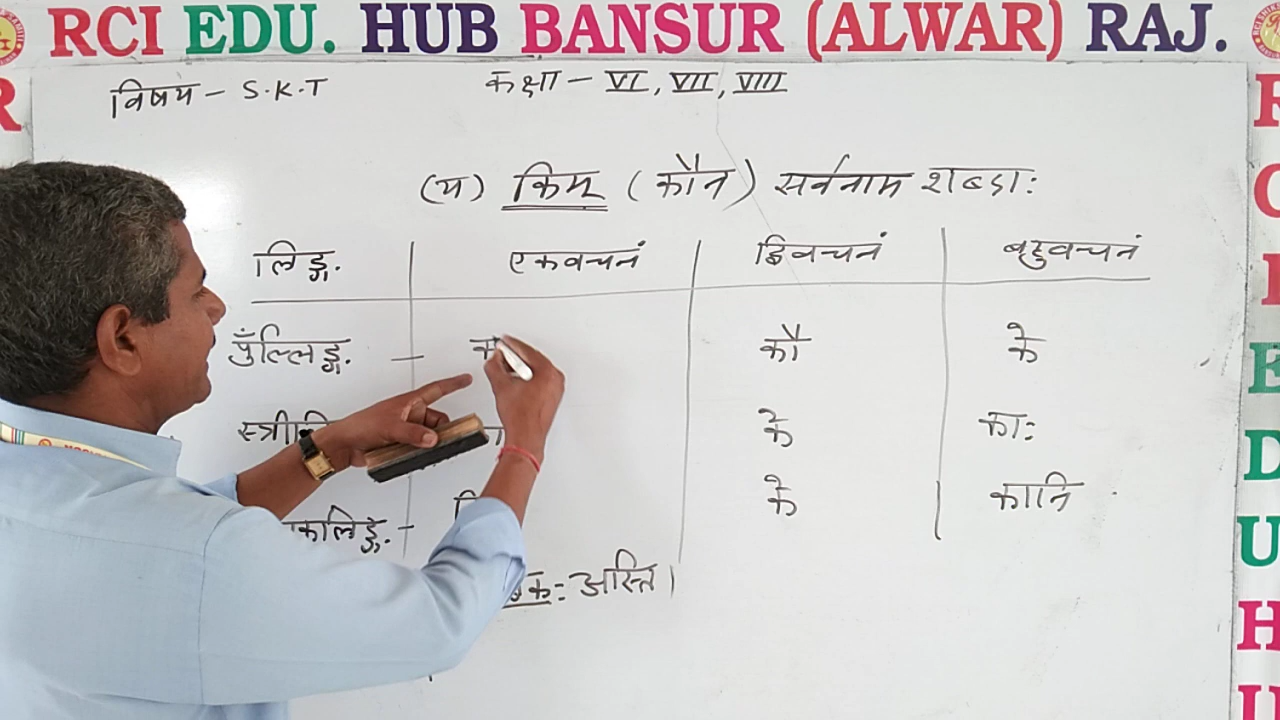 RCI EDU. HUB BANSUR (ALWAR) RAJ.
विषय - S.K.T कक्षा - VI, VII, VIII
(य) किम् (कौन) सर्वनाम शब्दाः
लिङ्ग. एकवचनं द्विवचनं बहुवचनं
पुँल्लिङ्ग. - कौ के
के काः
के कानि
अस्ति।
R
R
C
I
E
D
U
H